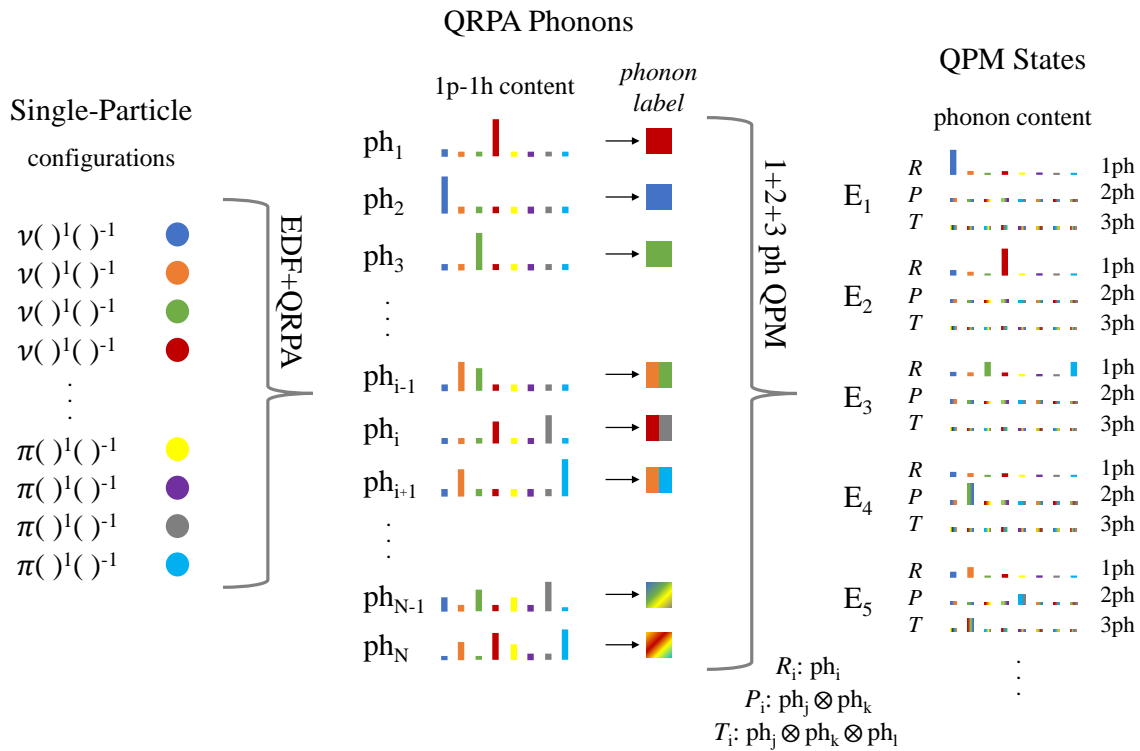 QRPA Phonons
QPM States
Single-Particle
configurations
1p-1h content
phonon
label
phonon content
ν( )¹( )⁻¹
ν( )¹( )⁻¹
ν( )¹( )⁻¹
ν( )¹( )⁻¹
π( )¹( )⁻¹
π( )¹( )⁻¹
π( )¹( )⁻¹
π( )¹( )⁻¹
EDF+QRPA
ph₁
ph₂
ph₃
phᵢ₋₁
phᵢ
phᵢ₊₁
ph_N-1
ph_N
1+2+3 ph QPM
E₁
R 1ph
P 2ph
T 3ph
E₂
R 1ph
P 2ph
T 3ph
E₃
R 1ph
P 2ph
T 3ph
E₄
R 1ph
P 2ph
T 3ph
E₅
R 1ph
P 2ph
T 3ph
Rᵢ: phᵢ
Pᵢ: phⱼ ⊗ phₖ
Tᵢ: phⱼ ⊗ phₖ ⊗ phₗ